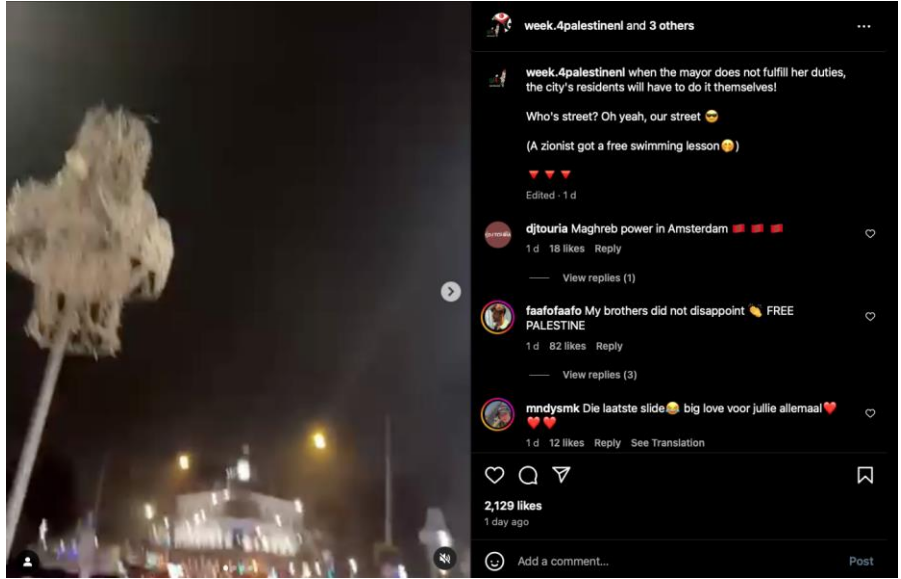 week.4palestinenl and 3 others
week.4palestinenl when the mayor does not fulfill her duties,
the city's residents will have to do it themselves!
Who's street? Oh yeah, our street 😎
(A zionist got a free swimming lesson🤭)
🔻🔻🔻
Edited · 1 d
djtouria Maghreb power in Amsterdam 🇲🇦 🇲🇦 🇲🇦
1 d 18 likes Reply
View replies (1)
faafofaafo My brothers did not disappoint 👏 FREE
PALESTINE
1 d 82 likes Reply
View replies (3)
mndysmk Die laatste slide😂 big love voor jullie allemaal❤️
❤️❤️
1 d 12 likes Reply See Translation
2,129 likes
1 day ago
Add a comment...
Post